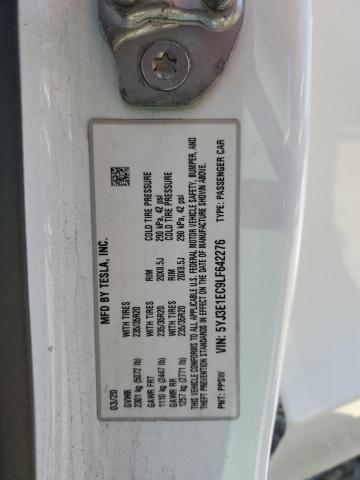 MFD BY TESLA, INC.
03/20
GVWR
2301 kg (5072 lb)
GAWR FRT WITH TIRES RIM COLD TIRE PRESSURE
1110 kg (2447 lb) 235/35R20 20X8.5J 290 kPa, 42 psi
GAWR RR WITH TIRES RIM COLD TIRE PRESSURE
1257 kg (2771 lb) 235/35R20 20X8.5J 290 kPa, 42 psi
THIS VEHICLE CONFORMS TO ALL APPLICABLE U.S. FEDERAL MOTOR VEHICLE SAFETY, BUMPER, AND
THEFT PREVENTION STANDARDS IN EFFECT ON THE DATE OF MANUFACTURE SHOWN ABOVE.
VIN: 5YJ3E1EC9LF642276
PNT: PPSW TYPE: PASSENGER CAR